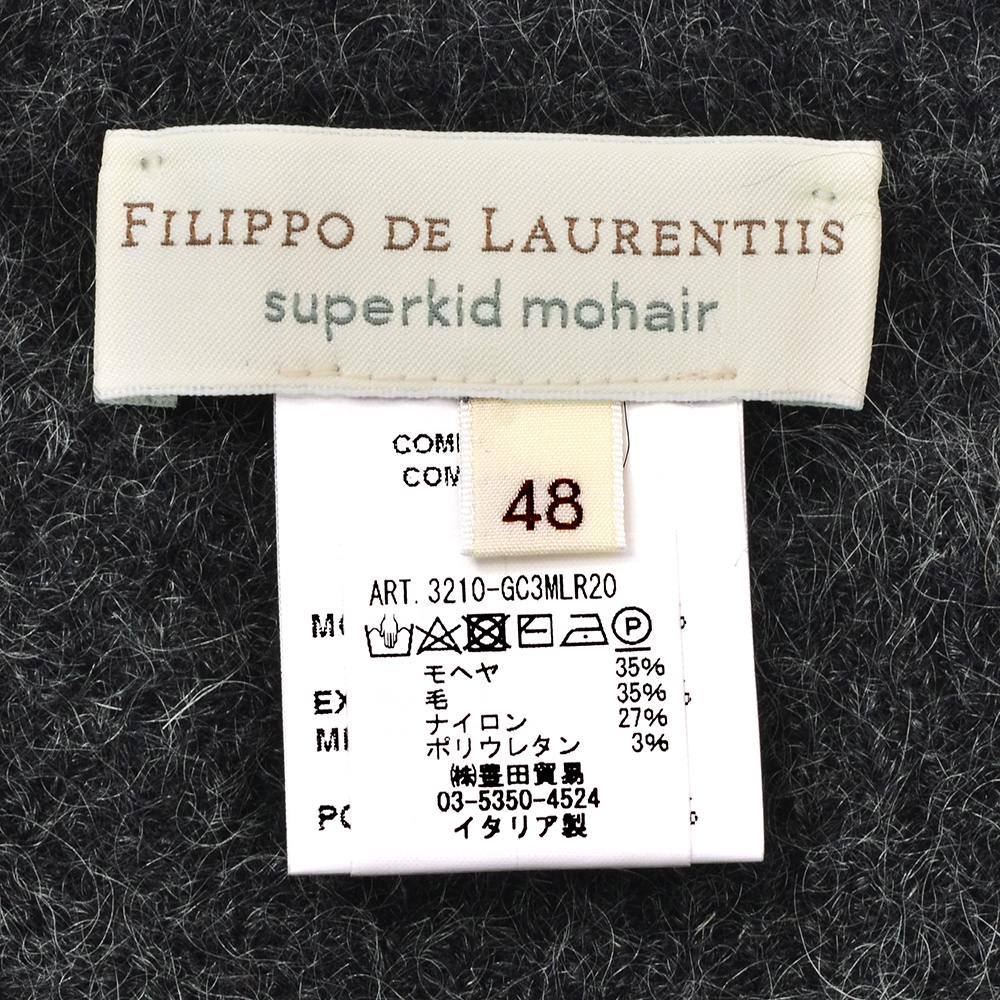 FILIPPO DE LAURENTIIS
superkid mohair
48
ART. 3210-GC3MLR20
P
モヘヤ 35%
毛 35%
ナイロン 27%
ポリウレタン 3%
㈱豊田貿易
03-5350-4524
イタリア製